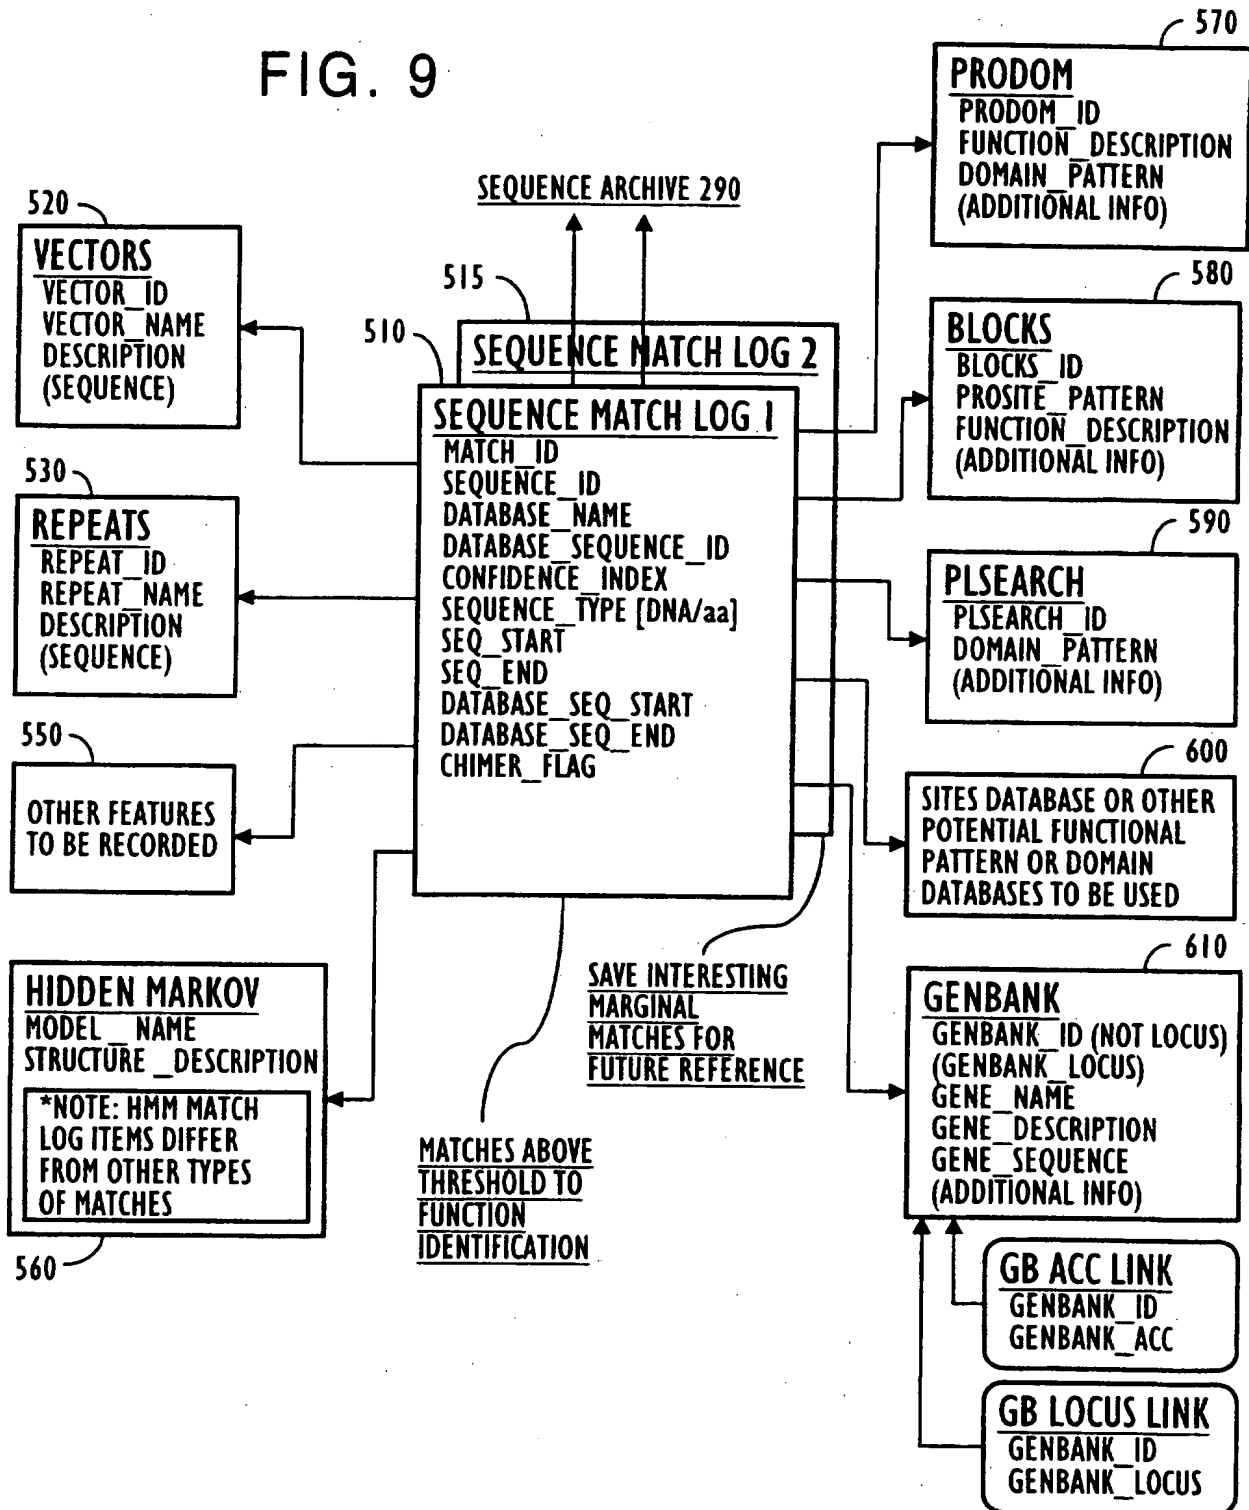 FIG. 9
SEQUENCE ARCHIVE 290
520
VECTORS
VECTOR_ID
VECTOR_NAME
DESCRIPTION
(SEQUENCE)
530
REPEATS
REPEAT_ID
REPEAT_NAME
DESCRIPTION
(SEQUENCE)
550
OTHER FEATURES
TO BE RECORDED
HIDDEN MARKOV
MODEL_NAME
STRUCTURE_DESCRIPTION
*NOTE: HMM MATCH
LOG ITEMS DIFFER
FROM OTHER TYPES
OF MATCHES
560
515
SEQUENCE MATCH LOG 2
510
SEQUENCE MATCH LOG 1
MATCH_ID
SEQUENCE_ID
DATABASE_NAME
DATABASE_SEQUENCE_ID
CONFIDENCE_INDEX
SEQUENCE_TYPE [DNA/aa]
SEQ_START
SEQ_END
DATABASE_SEQ_START
DATABASE_SEQ_END
CHIMER_FLAG
MATCHES ABOVE
THRESHOLD TO
FUNCTION
IDENTIFICATION
SAVE INTERESTING
MARGINAL
MATCHES FOR
FUTURE REFERENCE
570
PRODOM
PRODOM_ID
FUNCTION_DESCRIPTION
DOMAIN_PATTERN
(ADDITIONAL INFO)
580
BLOCKS
BLOCKS_ID
PROSITE_PATTERN
FUNCTION_DESCRIPTION
(ADDITIONAL INFO)
590
PLSEARCH
PLSEARCH_ID
DOMAIN_PATTERN
(ADDITIONAL INFO)
600
SITES DATABASE OR OTHER
POTENTIAL FUNCTIONAL
PATTERN OR DOMAIN
DATABASES TO BE USED
610
GENBANK
GENBANK_ID (NOT LOCUS)
(GENBANK_LOCUS)
GENE_NAME
GENE_DESCRIPTION
GENE_SEQUENCE
(ADDITIONAL INFO)
GB ACC LINK
GENBANK_ID
GENBANK_ACC
GB LOCUS LINK
GENBANK_ID
GENBANK_LOCUS